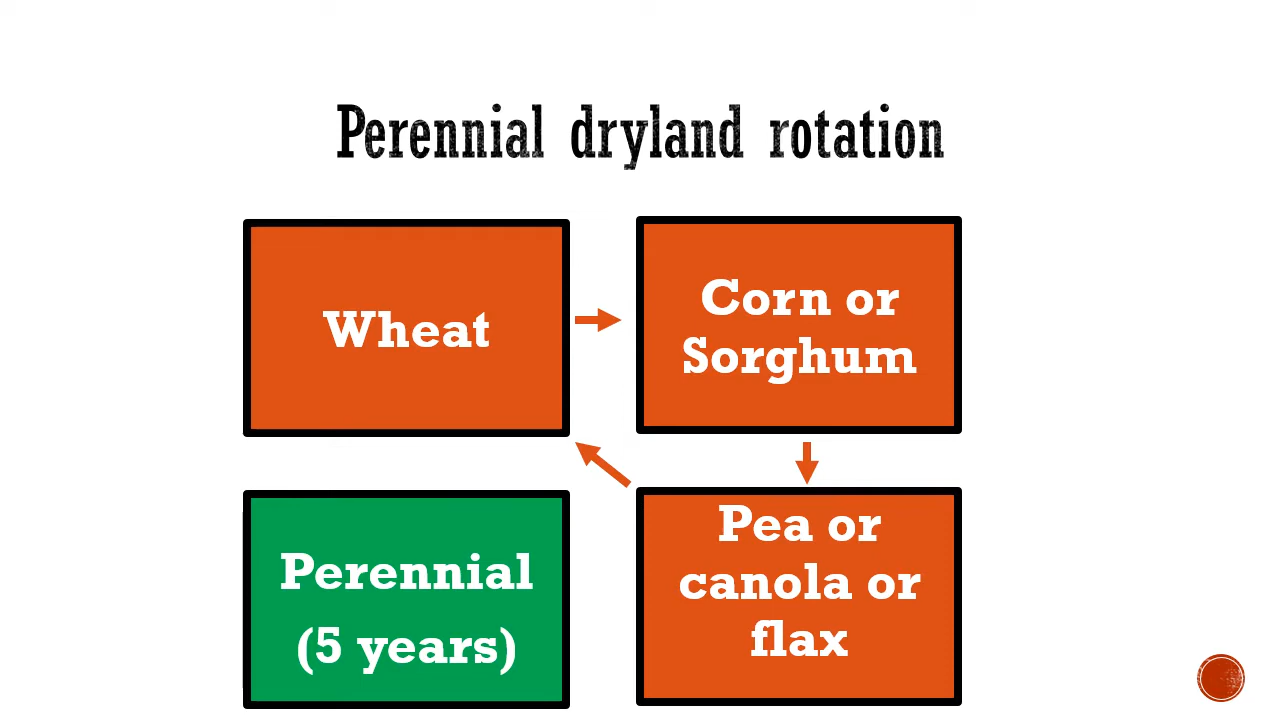 Perennial dryland rotation
Wheat
Corn or
Sorghum
Perennial
(5 years)
Pea or
canola or
flax